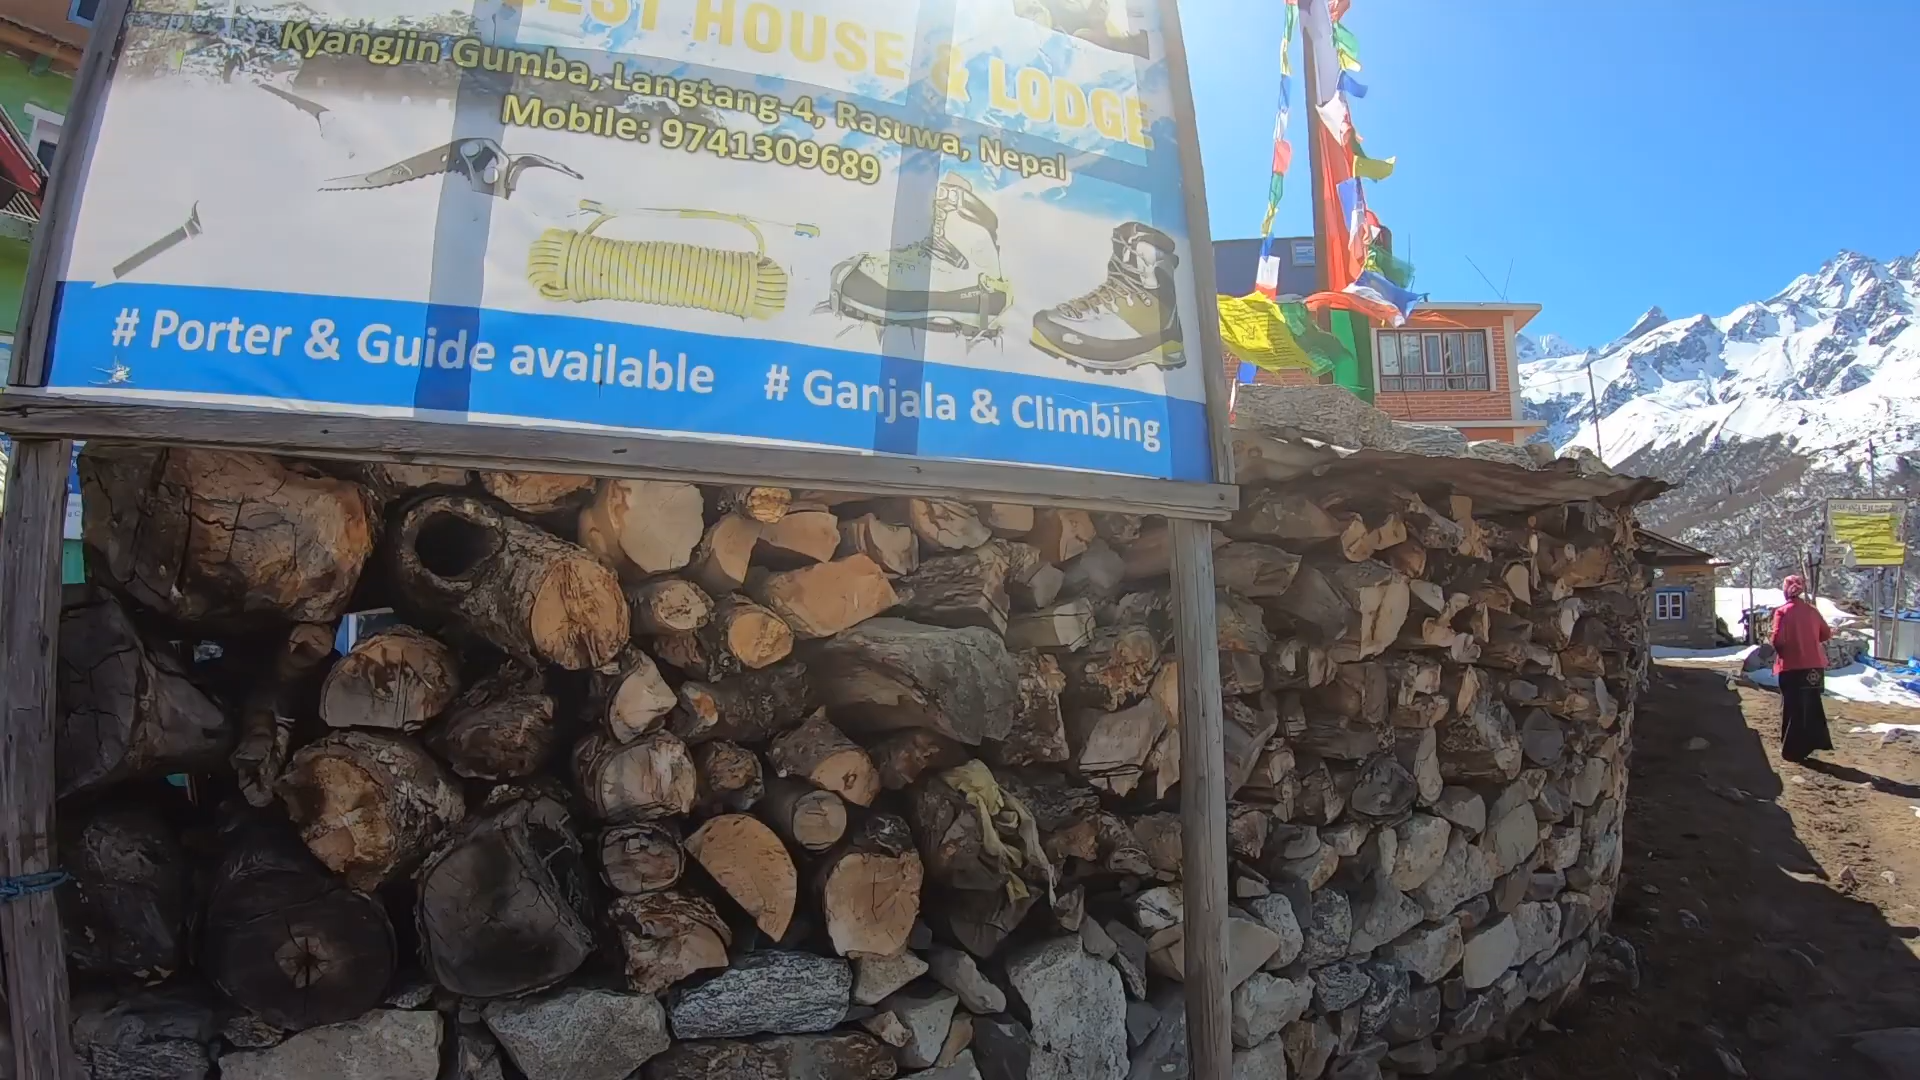 HOUSE & LODGE
Kyangjin Gumba, Langtang-4, Rasuwa, Nepal
Mobile: 9741309689
# Porter & Guide available # Ganjala & Climbing